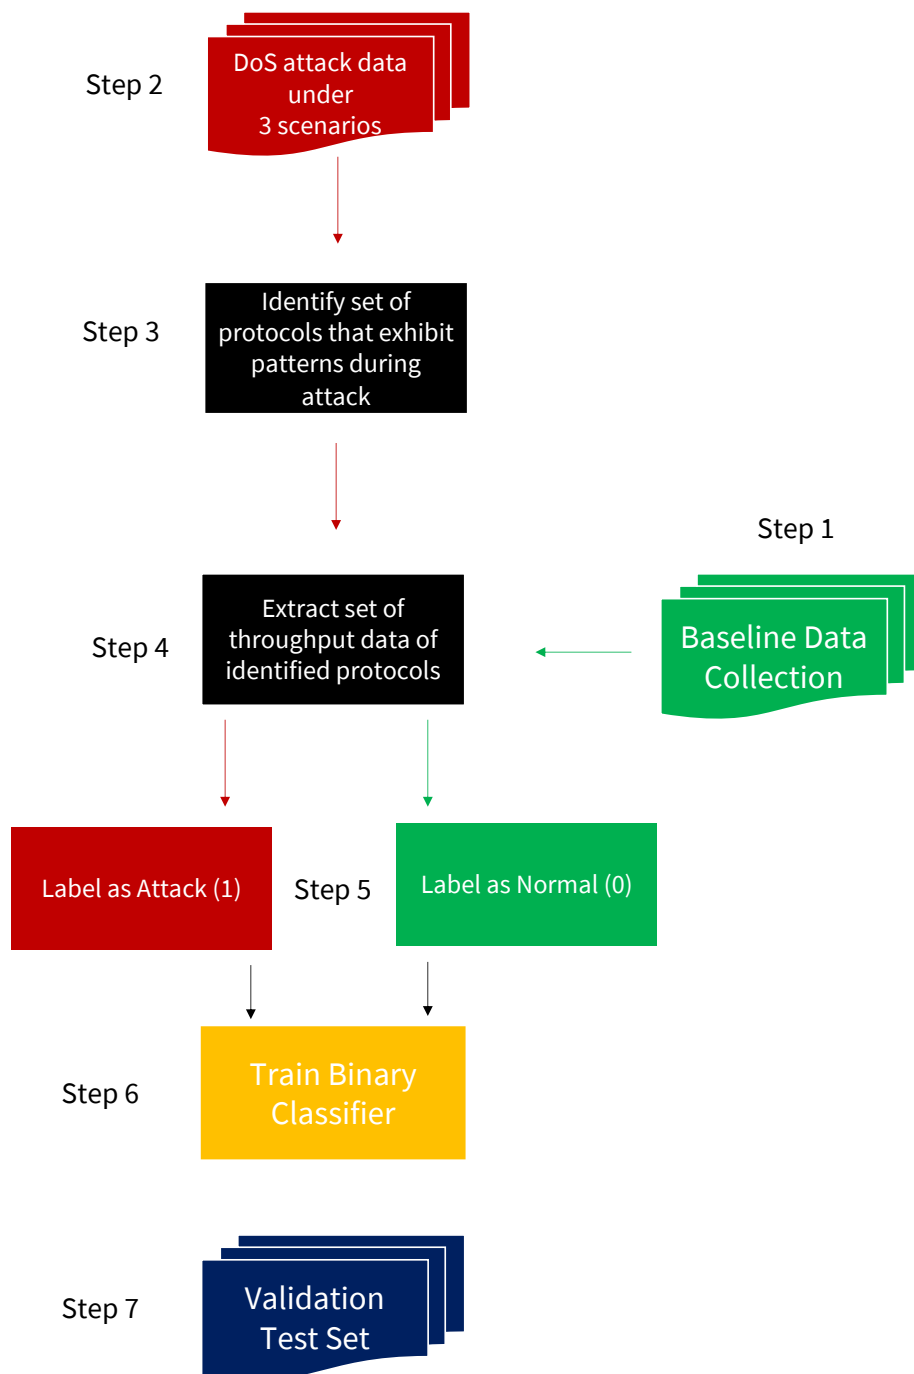 Step 2
DoS attack data
under
3 scenarios
Step 3
Identify set of
protocols that exhibit
patterns during
attack
Step 1
Step 4
Extract set of
throughput data of
identified protocols
Baseline Data
Collection
Label as Attack (1)
Step 5
Label as Normal (0)
Step 6
Train Binary
Classifier
Step 7
Validation
Test Set